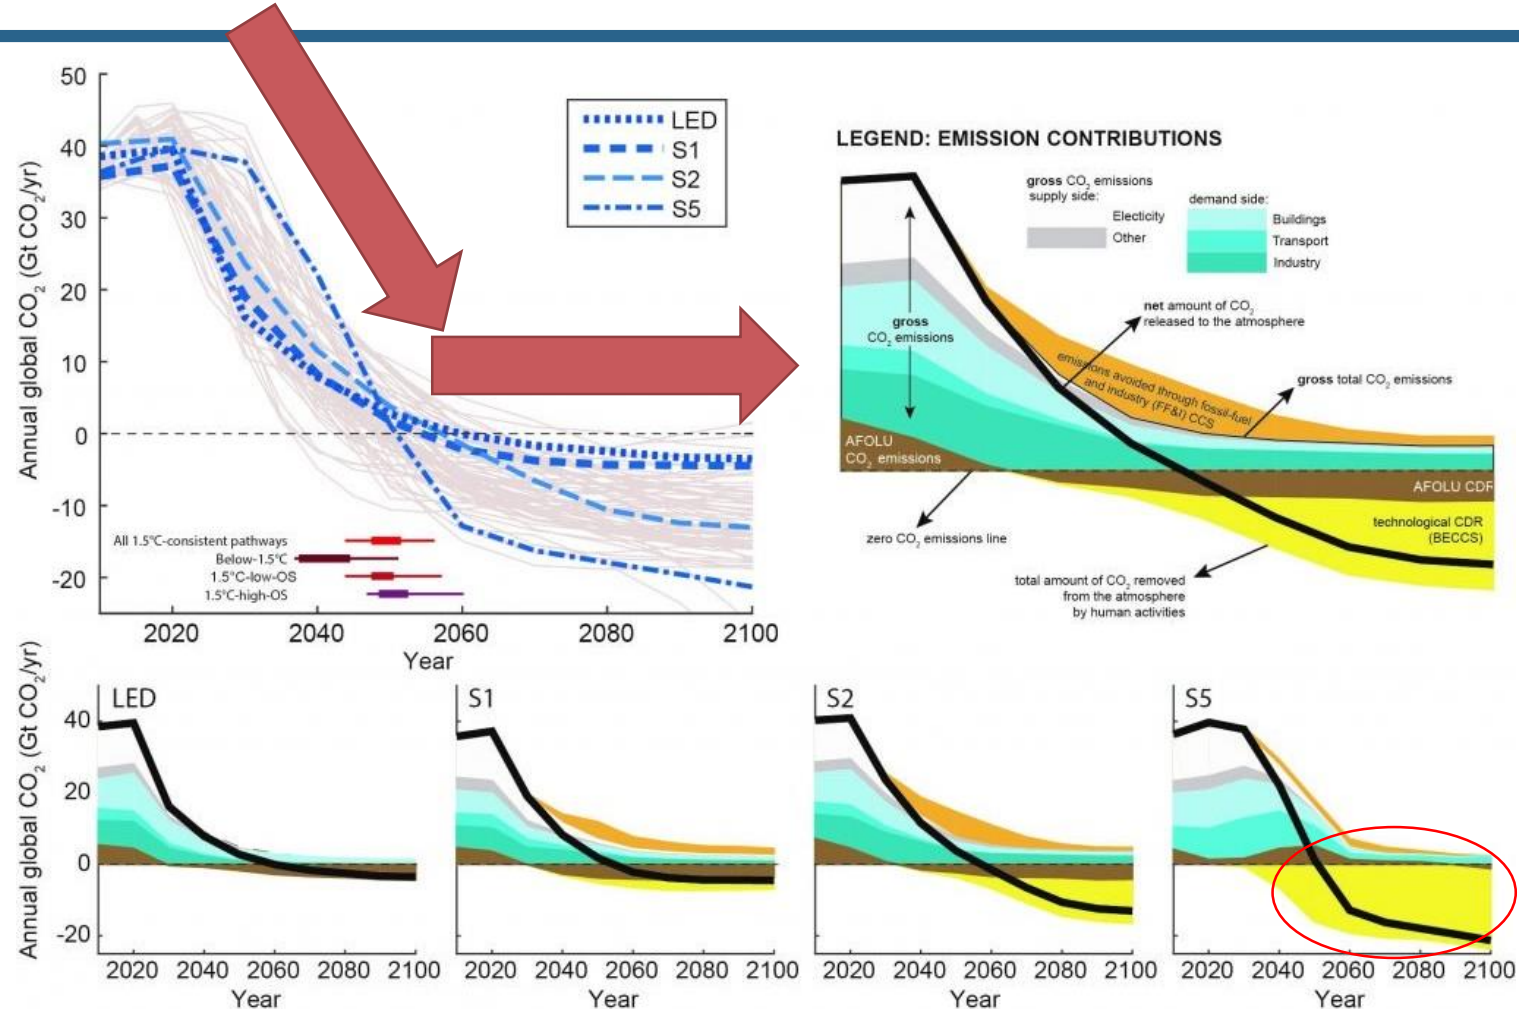 50
40
30
20
10
0
-10
-20
Annual global CO₂ (Gt CO₂/yr)
LED
S1
S2
S5
All 1.5°C-consistent pathways
Below-1.5°C
1.5°C-low-OS
1.5°C-high-OS
2020 2040 2060 2080 2100
Year
LEGEND: EMISSION CONTRIBUTIONS
gross CO₂ emissions
supply side:
Electicity
Other
demand side:
Buildings
Transport
Industry
gross
CO₂ emissions
net amount of CO₂
released to the atmosphere
emissions avoided through fossil-fuel
and industry (FF&I) CCS
gross total CO₂ emissions
AFOLU
CO₂ emissions
AFOLU CDR
technological CDR
(BECCS)
zero CO₂ emissions line
total amount of CO₂ removed
from the atmosphere
by human activities
Annual global CO₂ (Gt CO₂/yr)
40
20
0
-20
LED
2020 2040 2060 2080 2100
Year
S1
2020 2040 2060 2080 2100
Year
S2
2020 2040 2060 2080 2100
Year
S5
2020 2040 2060 2080 2100
Year